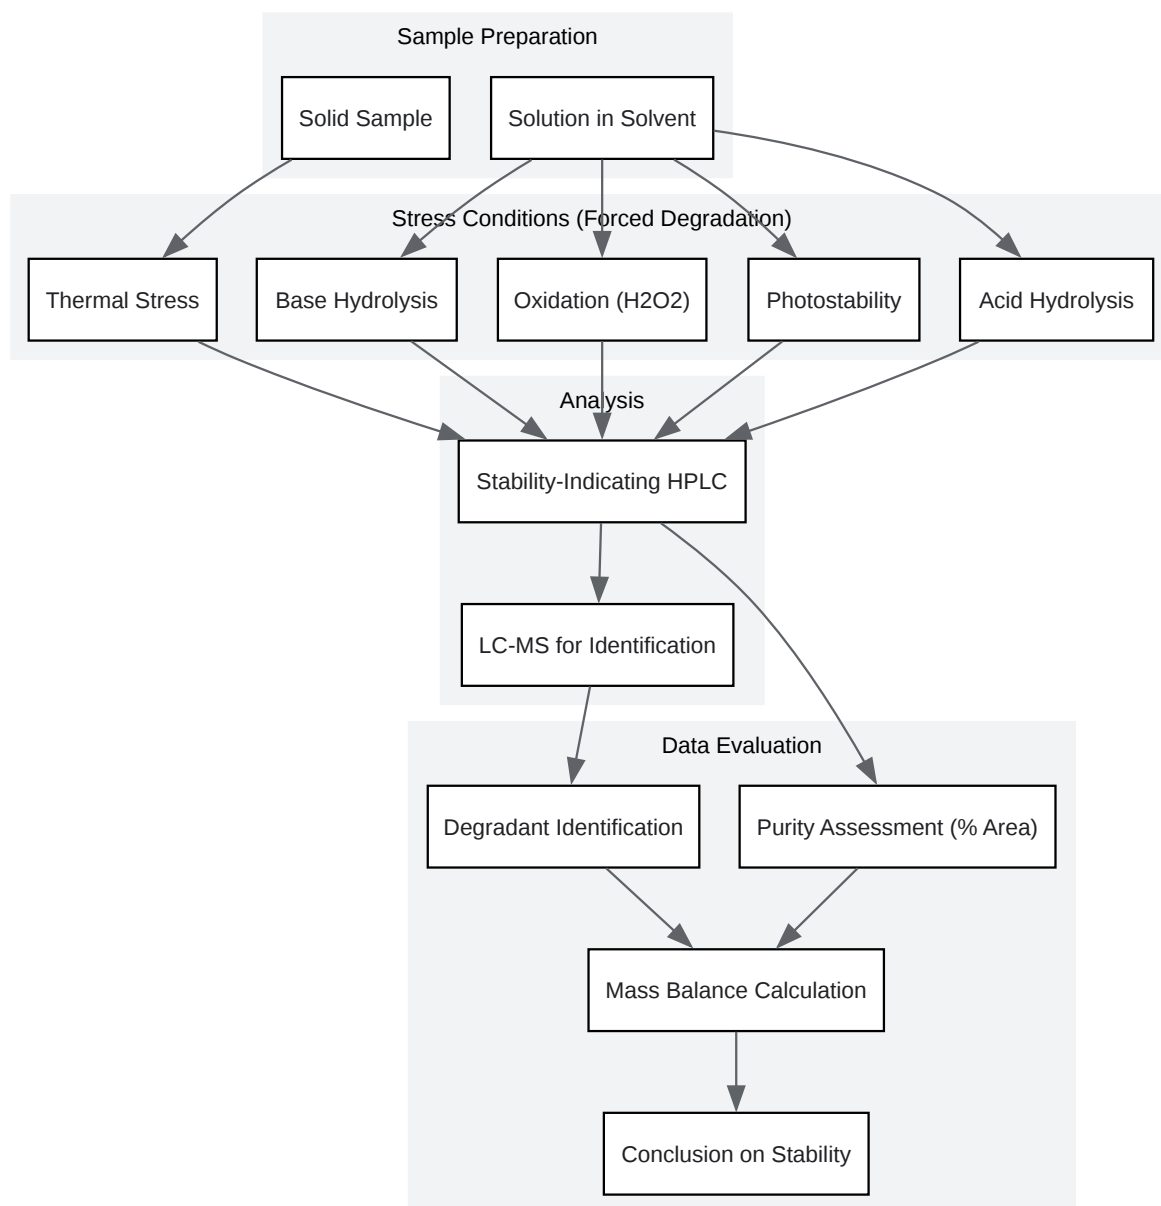 Sample Preparation
Solid Sample
Solution in Solvent
Stress Conditions (Forced Degradation)
Thermal Stress
Base Hydrolysis
Oxidation (H2O2)
Photostability
Acid Hydrolysis
Analysis
Stability-Indicating HPLC
LC-MS for Identification
Data Evaluation
Degradant Identification
Purity Assessment (% Area)
Mass Balance Calculation
Conclusion on Stability